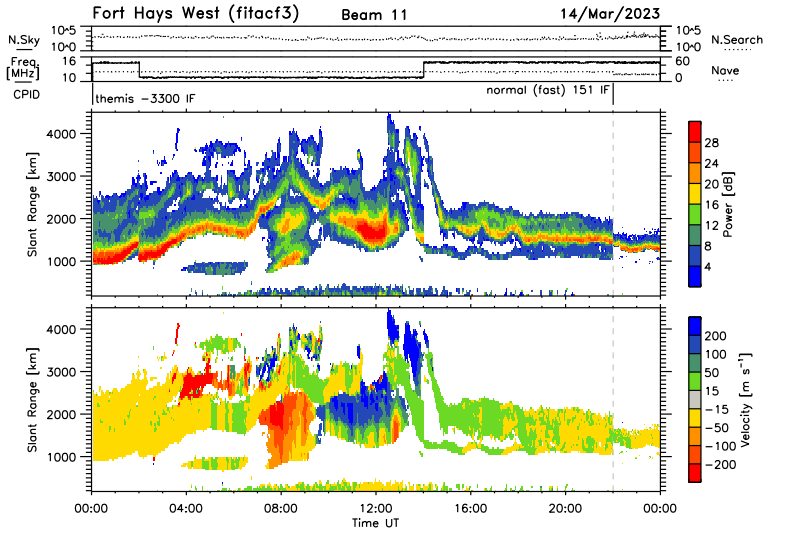 Fort Hays West (fitacf3) Beam 11 14/Mar/2023
N.Sky 10^5 10^0 10^5 10^0 N.Search
Freq. [MHz] 16 10 60 0 Nave
CPID themis -3300 IF normal (fast) 151 IF
Slant Range [km] 4000 3000 2000 1000
Power [dB] 28 24 20 16 12 8 4
Slant Range [km] 4000 3000 2000 1000
Velocity [m s⁻¹] 200 100 50 15 -15 -50 -100 -200
00:00 04:00 08:00 12:00 16:00 20:00 00:00
Time UT